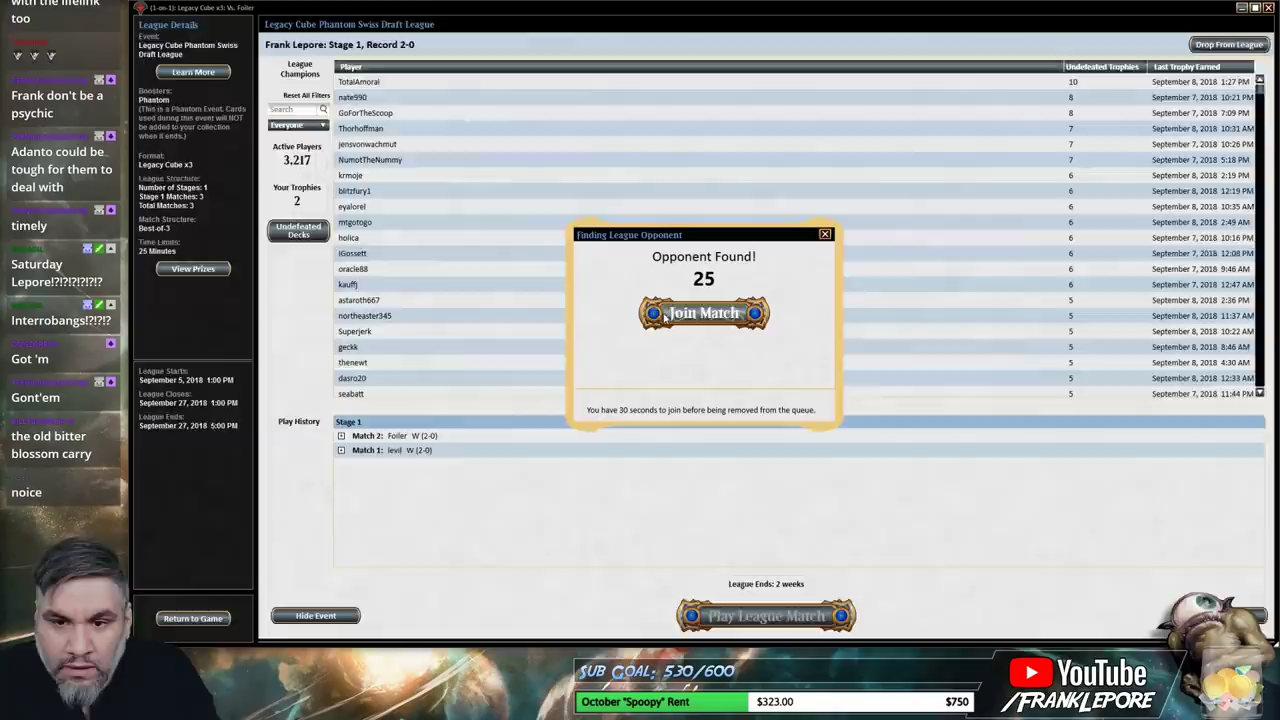 with the lifelink
too
Frank don't be a
psychic
Adanto could be
tough for them to
deal with
timely
Saturday
Lepore!?!?!?!?!?!?
Interrobangs!?!?!?
Got 'm
Gont'em
the old bitter
blossom carry
noice
(1-on-1): Legacy Cube x3: Vs. Foiler
League Details
Event:
Legacy Cube Phantom Swiss
Draft League
Learn More
Boosters:
Phantom
(This is a Phantom Event. Cards
used during this event will NOT
be added to your collection
when it ends.)
Format:
Legacy Cube x3
League Structure:
Number of Stages: 1
Stage 1 Matches: 3
Total Matches: 3
Match Structure:
Best-of-3
Time Limits:
25 Minutes
View Prizes
League Starts:
September 5, 2018 1:00 PM
League Closes:
September 27, 2018 1:00 PM
League Ends:
September 27, 2018 5:00 PM
Return to Game
Legacy Cube Phantom Swiss Draft League
Frank Lepore: Stage 1, Record 2-0
Drop From League
League
Champions
Reset All Filters
Search
Everyone
Active Players
3,217
Your Trophies
2
Undefeated
Decks
Player Undefeated Trophies Last Trophy Earned
TotalAmoral 10 September 8, 2018 1:27 PM
nate990 8 September 7, 2018 10:21 PM
GoForTheScoop 8 September 7, 2018 7:09 PM
Thorhoffman 7 September 8, 2018 10:31 AM
jensvonwachmut 7 September 7, 2018 10:26 PM
NumotTheNummy 7 September 7, 2018 5:18 PM
krmoje 6 September 8, 2018 2:19 PM
blitzfury1 6 September 8, 2018 12:19 PM
eyalorel 6 September 8, 2018 10:35 AM
mtgotogo 6 September 8, 2018 2:49 AM
holica 6 September 7, 2018 10:16 PM
IGossett 6 September 7, 2018 12:08 PM
oracle88 6 September 7, 2018 9:46 AM
kauffj 6 September 7, 2018 12:47 AM
astaroth667 5 September 8, 2018 2:36 PM
northeaster345 5 September 8, 2018 11:37 AM
Superjerk 5 September 8, 2018 10:22 AM
geckk 5 September 8, 2018 8:46 AM
thenewt 5 September 8, 2018 4:30 AM
dasro20 5 September 8, 2018 12:33 AM
seabatt 5 September 7, 2018 11:44 PM
Finding League Opponent
Opponent Found!
25
Join Match
You have 30 seconds to join before being removed from the queue.
Play History
Stage 1
Match 2: Foiler W (2-0)
Match 1: levil W (2-0)
League Ends: 2 weeks
Hide Event
Play League Match
SUB GOAL: 530/600
October "Spoopy" Rent $323.00 $750
YouTube
/FRANKLEPORE